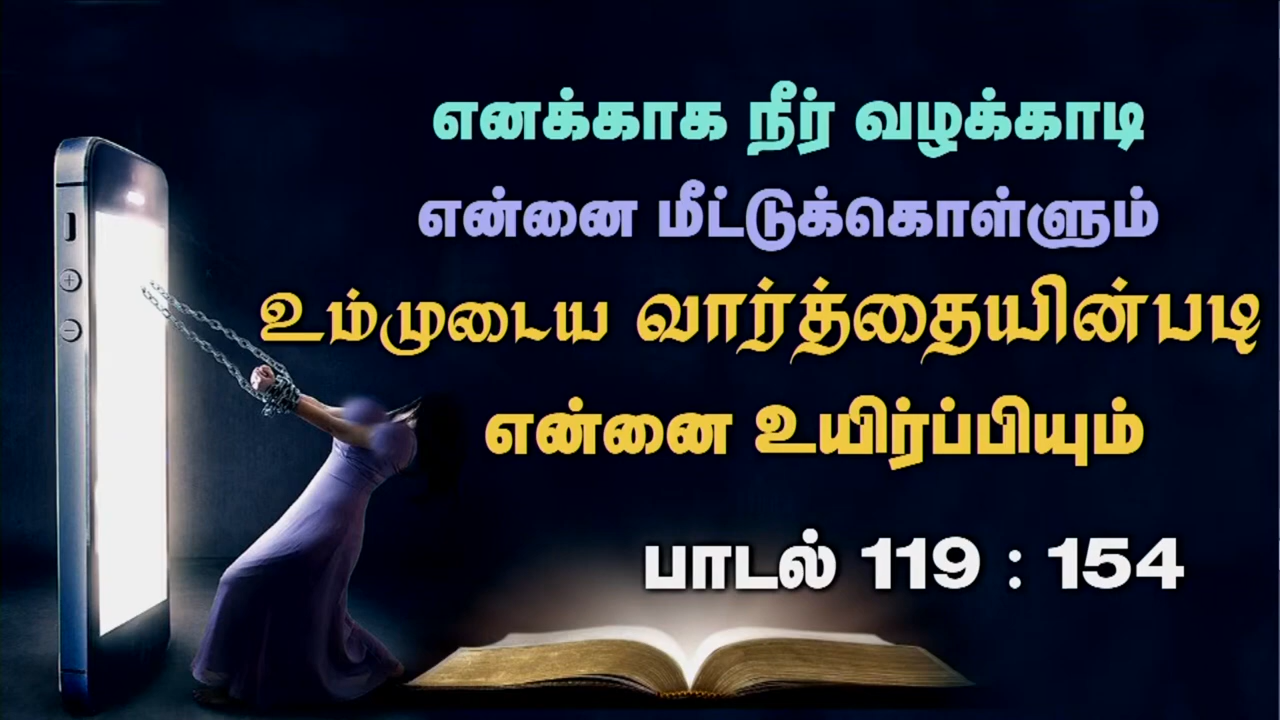 எனக்காக நீர் வழக்காடி
என்னை மீட்டுக்கொள்ளும்
உம்முடைய வார்த்தையின்படி
என்னை உயிர்ப்பியும்
பாடல் 119 : 154